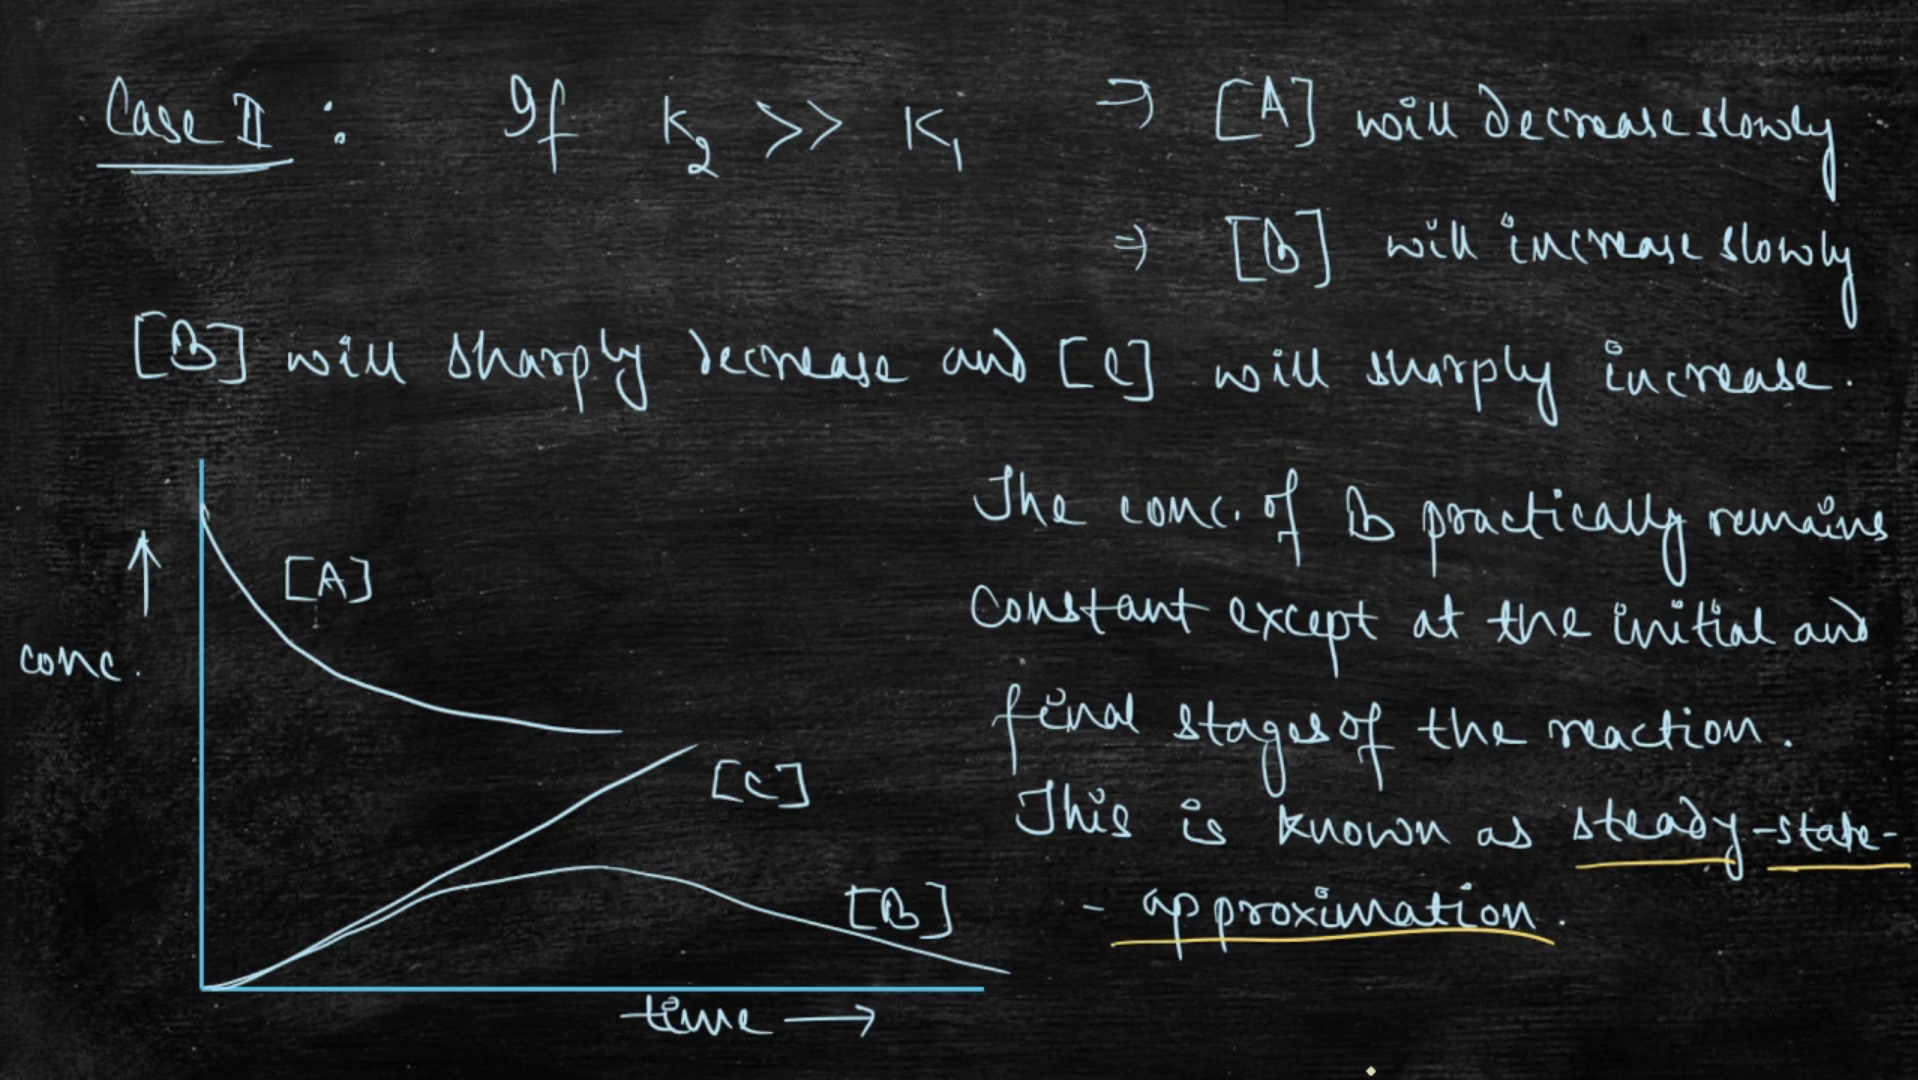 Case II : If K2 >> K1 ⇒ [A] will decrease slowly
⇒ [B] will increase slowly
[B] will sharply decrease and [C] will sharply increase.
The conc. of B practically remains
constant except at the initial and
final stages of the reaction.
This is known as steady-state-
- approximation.
[A]
conc.
[C]
[B]
time →